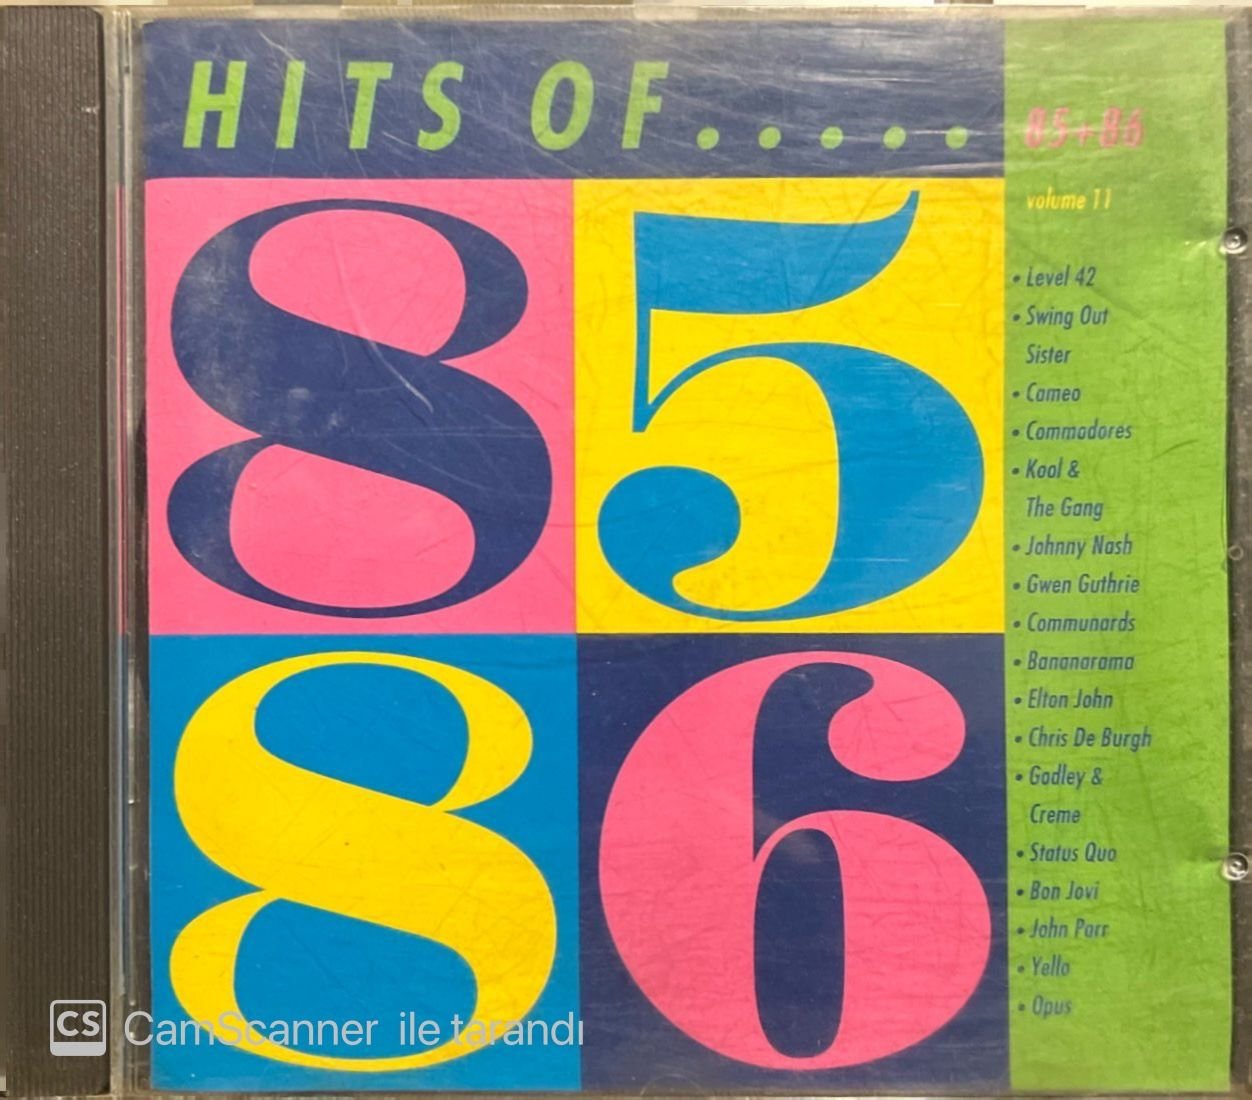 HITS OF.....
85
86
85+86
volume 11
• Level 42
• Swing Out
Sister
• Cameo
• Commodores
• Kool &
The Gang
• Johnny Nash
• Gwen Guthrie
• Communards
• Bananarama
• Elton John
• Chris De Burgh
• Godley &
Creme
• Status Quo
• Bon Jovi
• John Parr
• Yello
• Opus
CS CamScanner ile tarandı